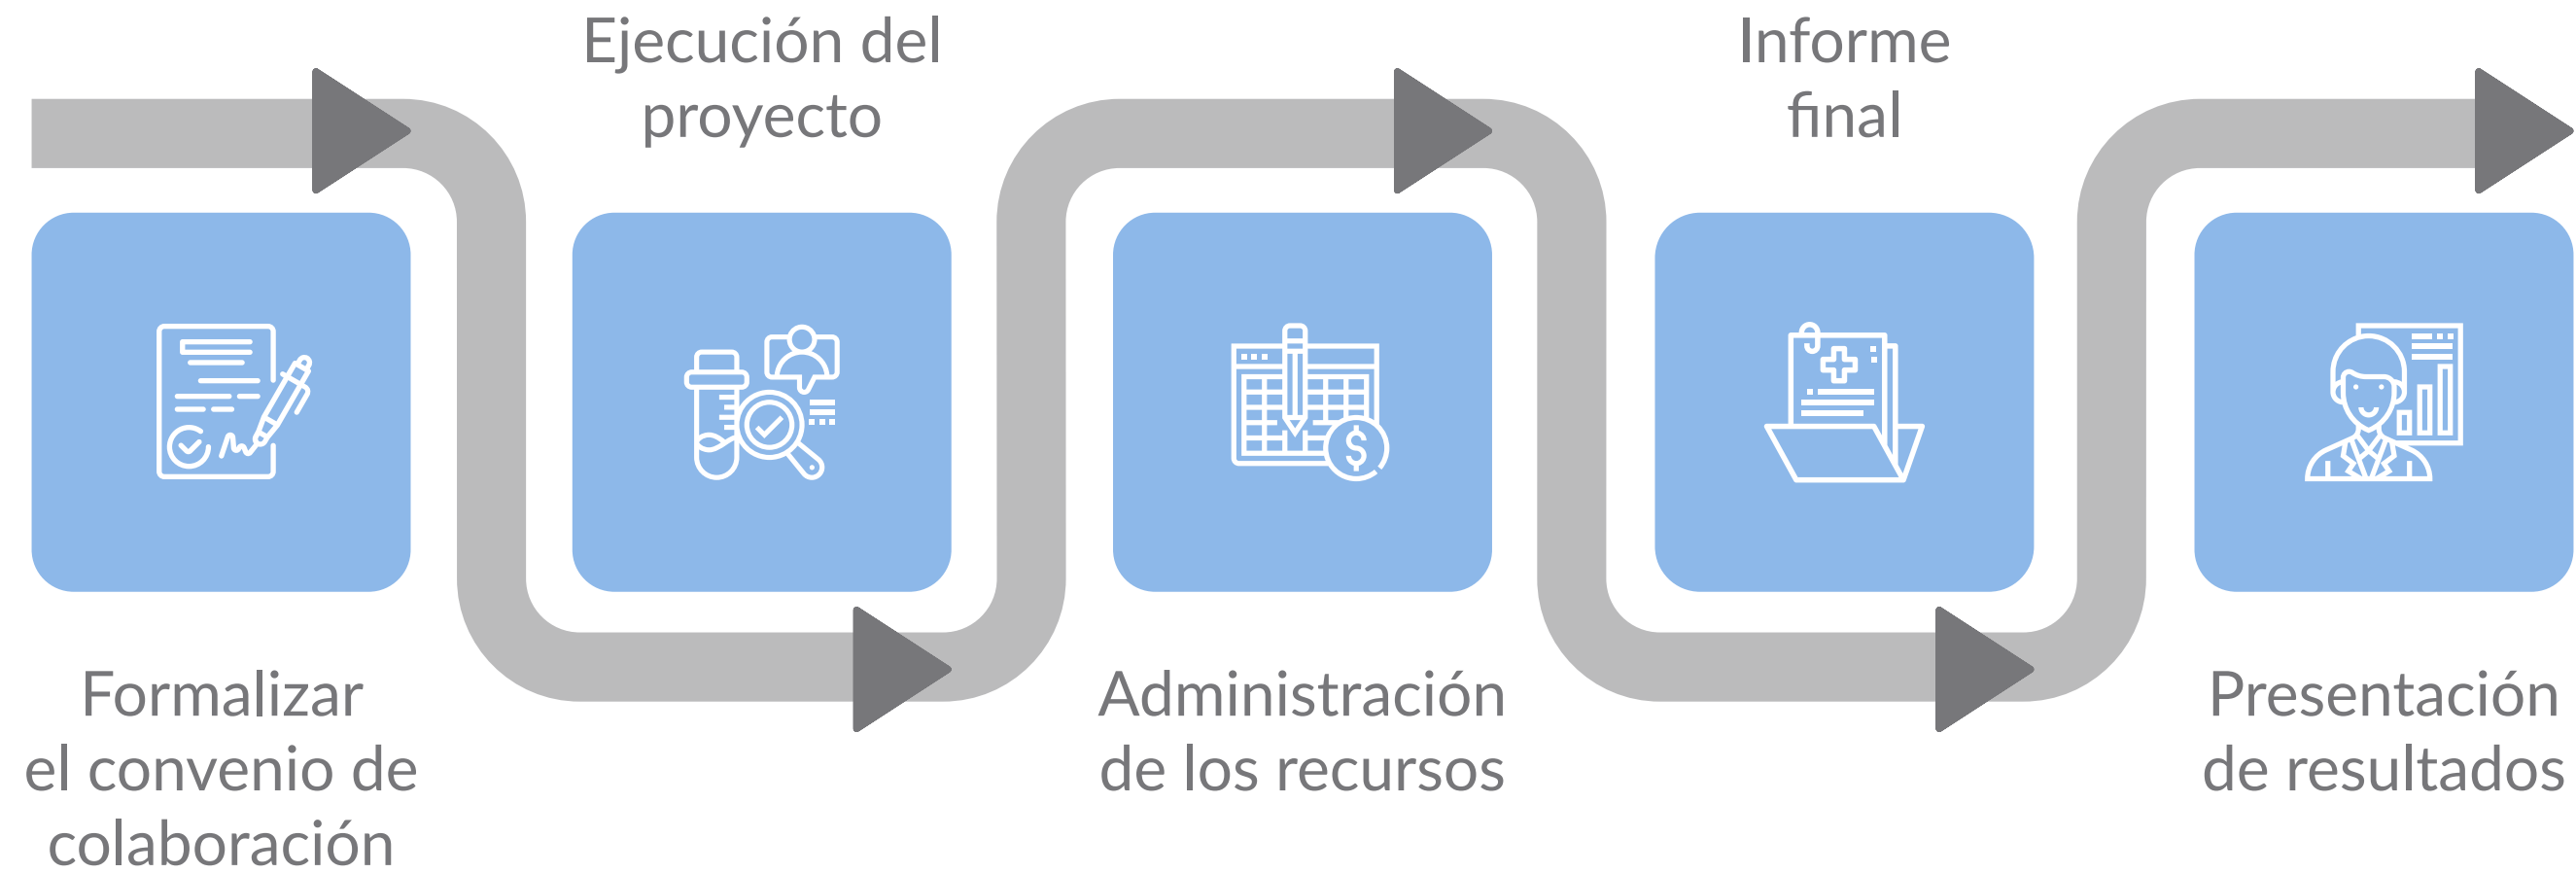 Formalizar
el convenio de
colaboración
Ejecución del
proyecto
Administración
de los recursos
Informe
final
Presentación
de resultados